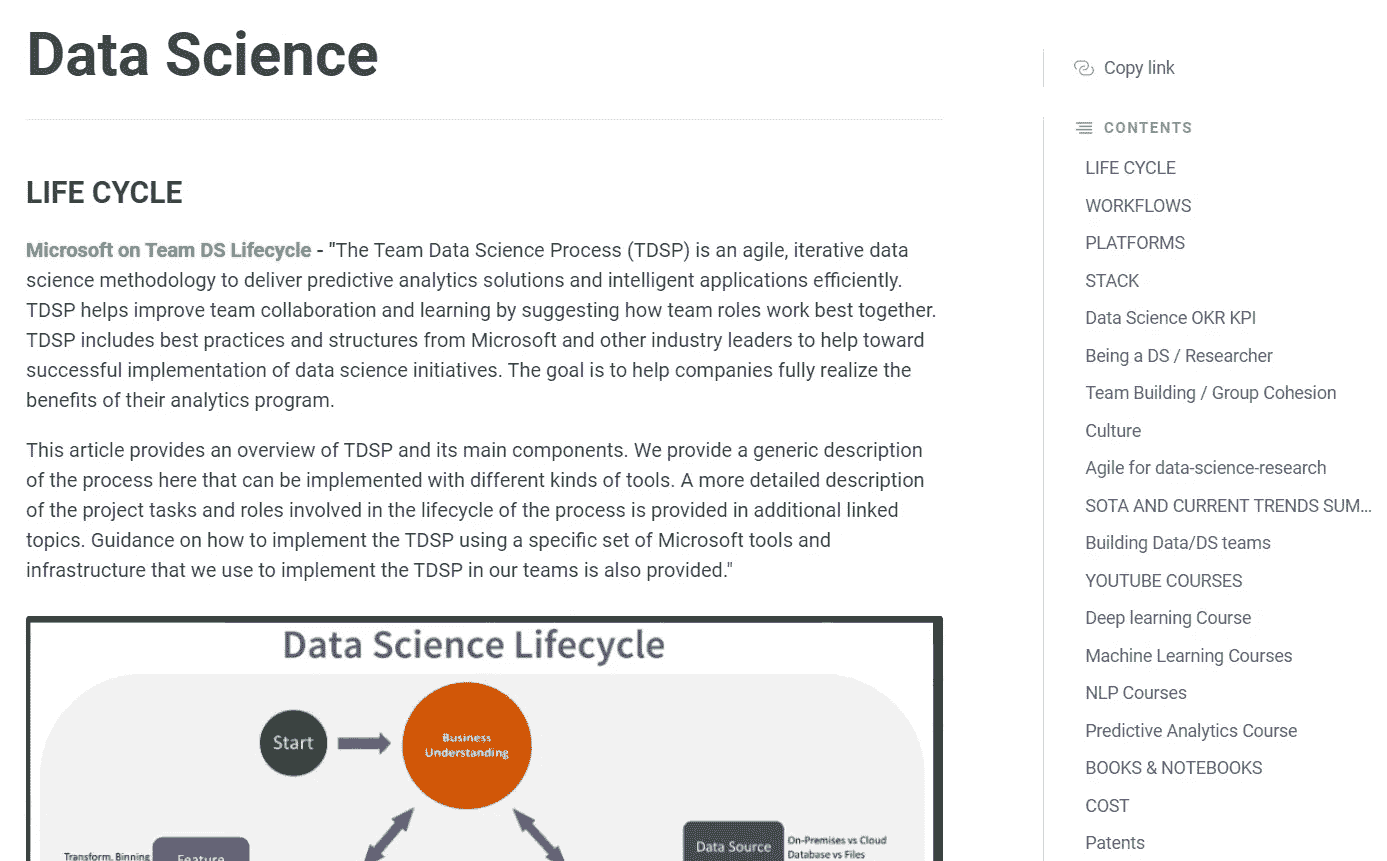 Data Science
LIFE CYCLE
Microsoft on Team DS Lifecycle - "The Team Data Science Process (TDSP) is an agile, iterative data
science methodology to deliver predictive analytics solutions and intelligent applications efficiently.
TDSP helps improve team collaboration and learning by suggesting how team roles work best together.
TDSP includes best practices and structures from Microsoft and other industry leaders to help toward
successful implementation of data science initiatives. The goal is to help companies fully realize the
benefits of their analytics program.
This article provides an overview of TDSP and its main components. We provide a generic description
of the process here that can be implemented with different kinds of tools. A more detailed description
of the project tasks and roles involved in the lifecycle of the process is provided in additional linked
topics. Guidance on how to implement the TDSP using a specific set of Microsoft tools and
infrastructure that we use to implement the TDSP in our teams is also provided."
Data Science Lifecycle
Start
Business
Understanding
Transform, Binning
Feature
Data Source
On-Premises vs Cloud
Database vs Files
Copy link
CONTENTS
LIFE CYCLE
WORKFLOWS
PLATFORMS
STACK
Data Science OKR KPI
Being a DS / Researcher
Team Building / Group Cohesion
Culture
Agile for data-science-research
SOTA AND CURRENT TRENDS SUM...
Building Data/DS teams
YOUTUBE COURSES
Deep learning Course
Machine Learning Courses
NLP Courses
Predictive Analytics Course
BOOKS & NOTEBOOKS
COST
Patents